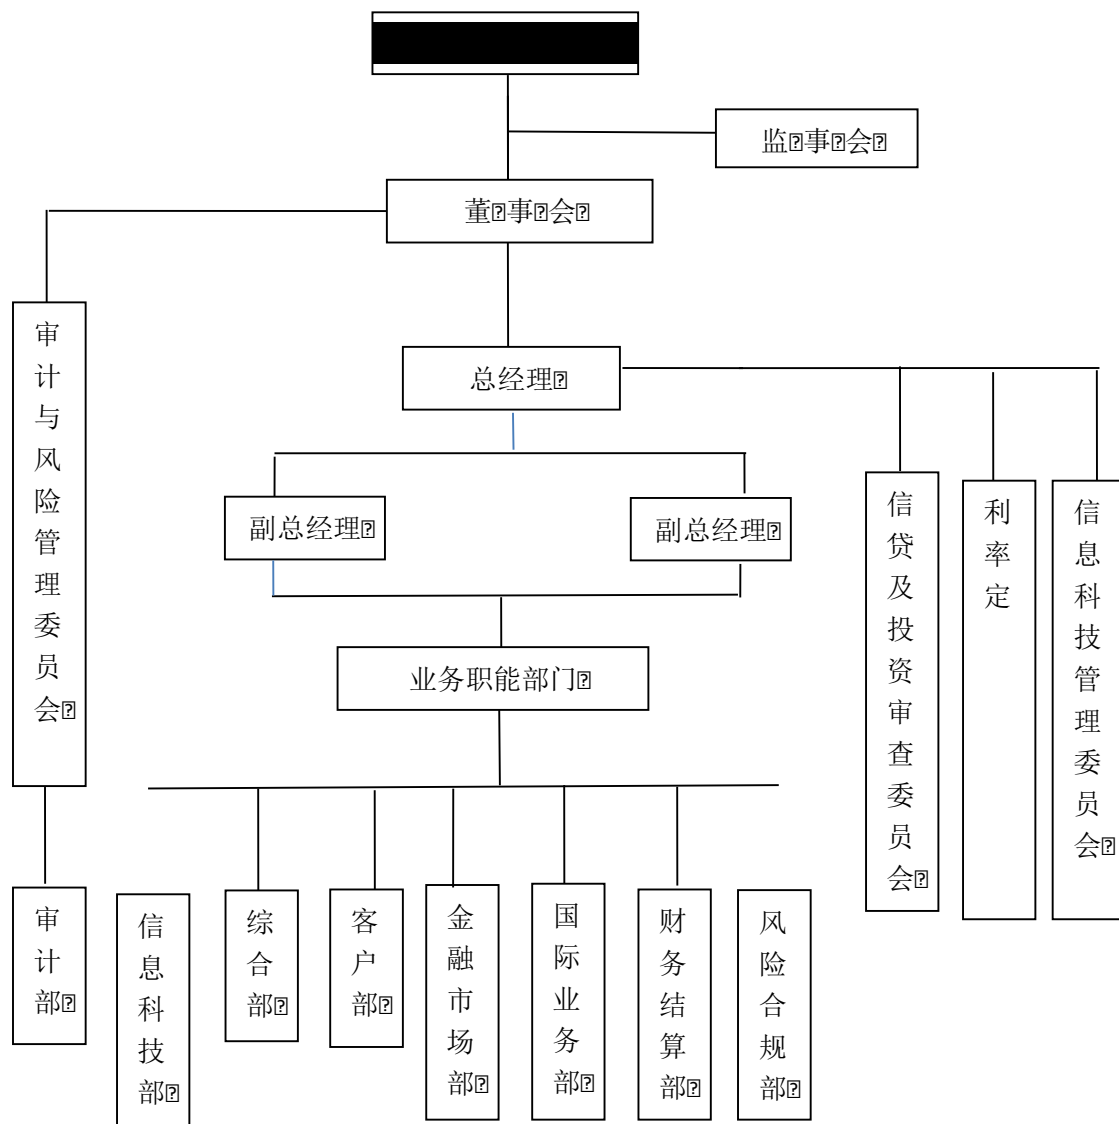 监事会
董事会
审计与风险管理委员会
总经理
副总经理
副总经理
信贷及投资审查委员会
利率定
信息科技管理委员会
业务职能部门
审计部
信息科技部
综合部
客户部
金融市场部
国际业务部
财务结算部
风险合规部